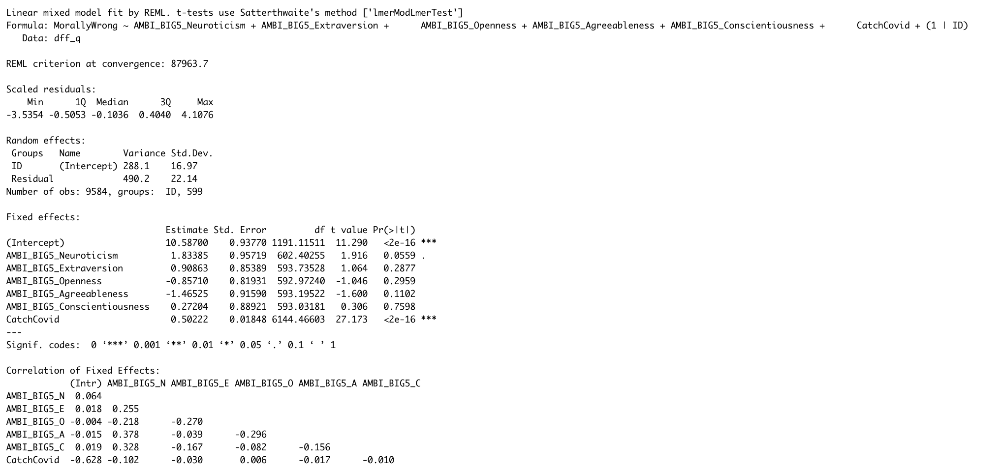 Linear mixed model fit by REML. t-tests use Satterthwaite's method ['lmerModLmerTest']
Formula: MorallyWrong ~ AMBI_BIG5_Neuroticism + AMBI_BIG5_Extraversion +      AMBI_BIG5_Openness + AMBI_BIG5_Agreeableness + AMBI_BIG5_Conscientiousness +      CatchCovid + (1 | ID)
   Data: dff_q

REML criterion at convergence: 87963.7

Scaled residuals:
    Min      1Q  Median      3Q     Max
-3.5354 -0.5053 -0.1036  0.4040  4.1076

Random effects:
 Groups   Name        Variance Std.Dev.
 ID       (Intercept) 288.1    16.97
 Residual             490.2    22.14
Number of obs: 9584, groups:  ID, 599

Fixed effects:
                              Estimate Std. Error         df t value Pr(>|t|)
(Intercept)                   10.58700    0.93770 1191.11511  11.290   <2e-16 ***
AMBI_BIG5_Neuroticism          1.83385    0.95719  602.40255   1.916   0.0559 .
AMBI_BIG5_Extraversion         0.90863    0.85389  593.73528   1.064   0.2877
AMBI_BIG5_Openness            -0.85710    0.81931  592.97240  -1.046   0.2959
AMBI_BIG5_Agreeableness       -1.46525    0.91590  593.19522  -1.600   0.1102
AMBI_BIG5_Conscientiousness    0.27204    0.88921  593.03181   0.306   0.7598
CatchCovid                     0.50222    0.01848 6144.46603  27.173   <2e-16 ***
---
Signif. codes:  0 ‘***’ 0.001 ‘**’ 0.01 ‘*’ 0.05 ‘.’ 0.1 ‘ ’ 1

Correlation of Fixed Effects:
            (Intr) AMBI_BIG5_N AMBI_BIG5_E AMBI_BIG5_O AMBI_BIG5_A AMBI_BIG5_C
AMBI_BIG5_N  0.064
AMBI_BIG5_E  0.018  0.255
AMBI_BIG5_O -0.004 -0.218      -0.270
AMBI_BIG5_A -0.015  0.378      -0.039      -0.296
AMBI_BIG5_C  0.019  0.328      -0.167      -0.082      -0.156
CatchCovid  -0.628 -0.102      -0.030       0.006      -0.017      -0.010